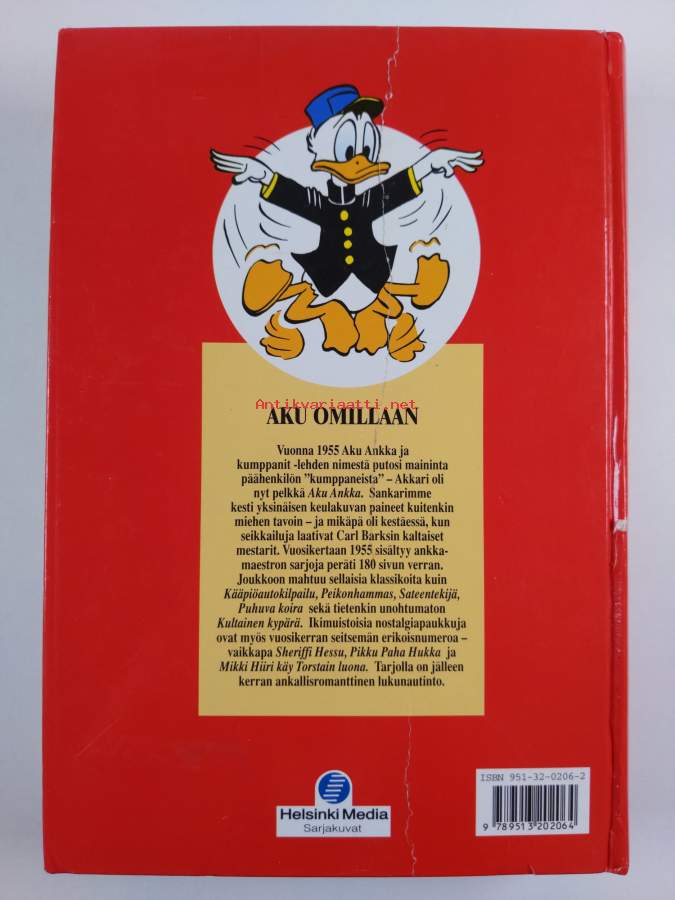 Antikvariaatti.net
AKU OMILLAAN
Vuonna 1955 Aku Ankka ja
kumppanit -lehden nimestä putosi maininta
päähenkilön "kumppaneista" – Akkari oli
nyt pelkkä Aku Ankka. Sankarimme
kesti yksinäisen keulakuvan paineet kuitenkin
miehen tavoin – ja mikäpä oli kestäessä, kun
seikkailuja laativat Carl Barksin kaltaiset
mestarit. Vuosikertaan 1955 sisältyy ankka-
maestron sarjoja peräti 180 sivun verran.
Joukkoon mahtuu sellaisia klassikoita kuin
Kääpiöautokilpailu, Peikonhammas, Sateentekijä,
Puhuva koira sekä tietenkin unohtumaton
Kultainen kypärä. Ikimuistoisia nostalgiapaukkuja
ovat myös vuosikerran seitsemän erikoisnumeroa –
vaikkapa Sheriffi Hessu, Pikku Paha Hukka ja
Mikki Hiiri käy Torstain luona. Tarjolla on jälleen
kerran ankallisromanttinen lukunautinto.
ISBN 951-32-0206-2
9 789513 202064
Helsinki Media
Sarjakuvat